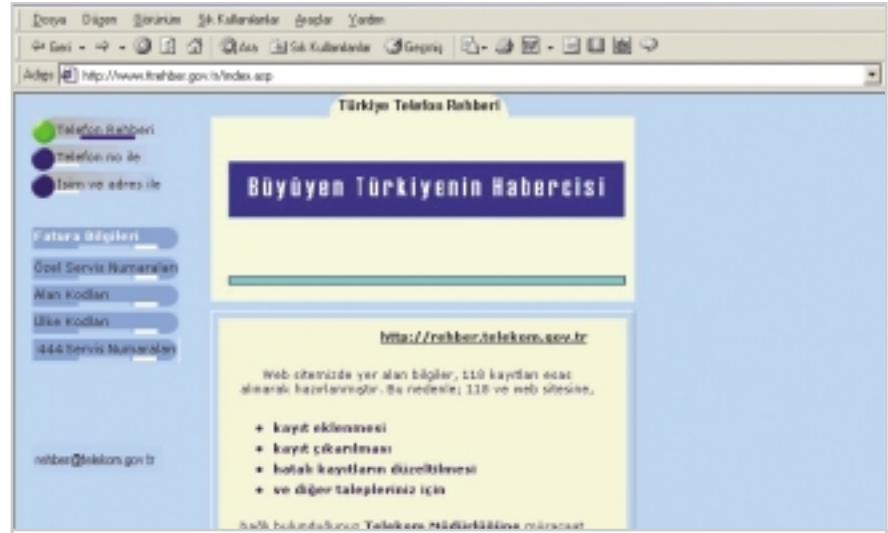 Dosya Düzen Görünüm Sık Kullanılanlar Araçlar Yardım
Geri Ara Sık Kullanılanlar Geçmiş
Adres http://www.ttrehber.gov.tr/index.asp
Türkiye Telefon Rehberi
Telefon Rehberi
Telefon no ile
İsim ve adres ile
Büyüyen Türkiyenin Habercisi
Fatura Bilgileri
Özel Servis Numaraları
Alan Kodları
Ülke Kodları
444 Servis Numaraları
rehber@telekom.gov.tr
http://rehber.telekom.gov.tr
Web sitemizde yer alan bilgiler, 118 kayıtları esas
alınarak hazırlanmıştır. Bu nedenle; 118 ve web sitesine,
• kayıt eklenmesi
• kayıt çıkarılması
• hatalı kayıtların düzeltilmesi
• ve diğer talepleriniz için
bağlı bulunduğunuz Telekom Müdürlüğüne müracaat